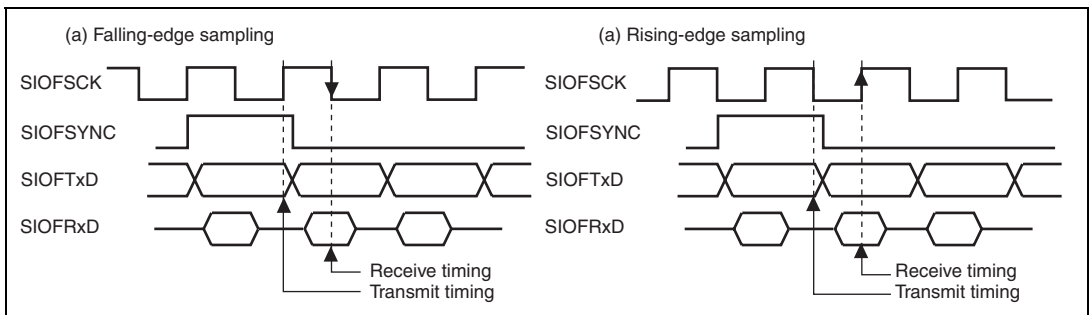 (a) Falling-edge sampling
SIOFSCK
SIOFSYNC
SIOFTxD
SIOFRxD
Receive timing
Transmit timing
(a) Rising-edge sampling
SIOFSCK
SIOFSYNC
SIOFTxD
SIOFRxD
Receive timing
Transmit timing